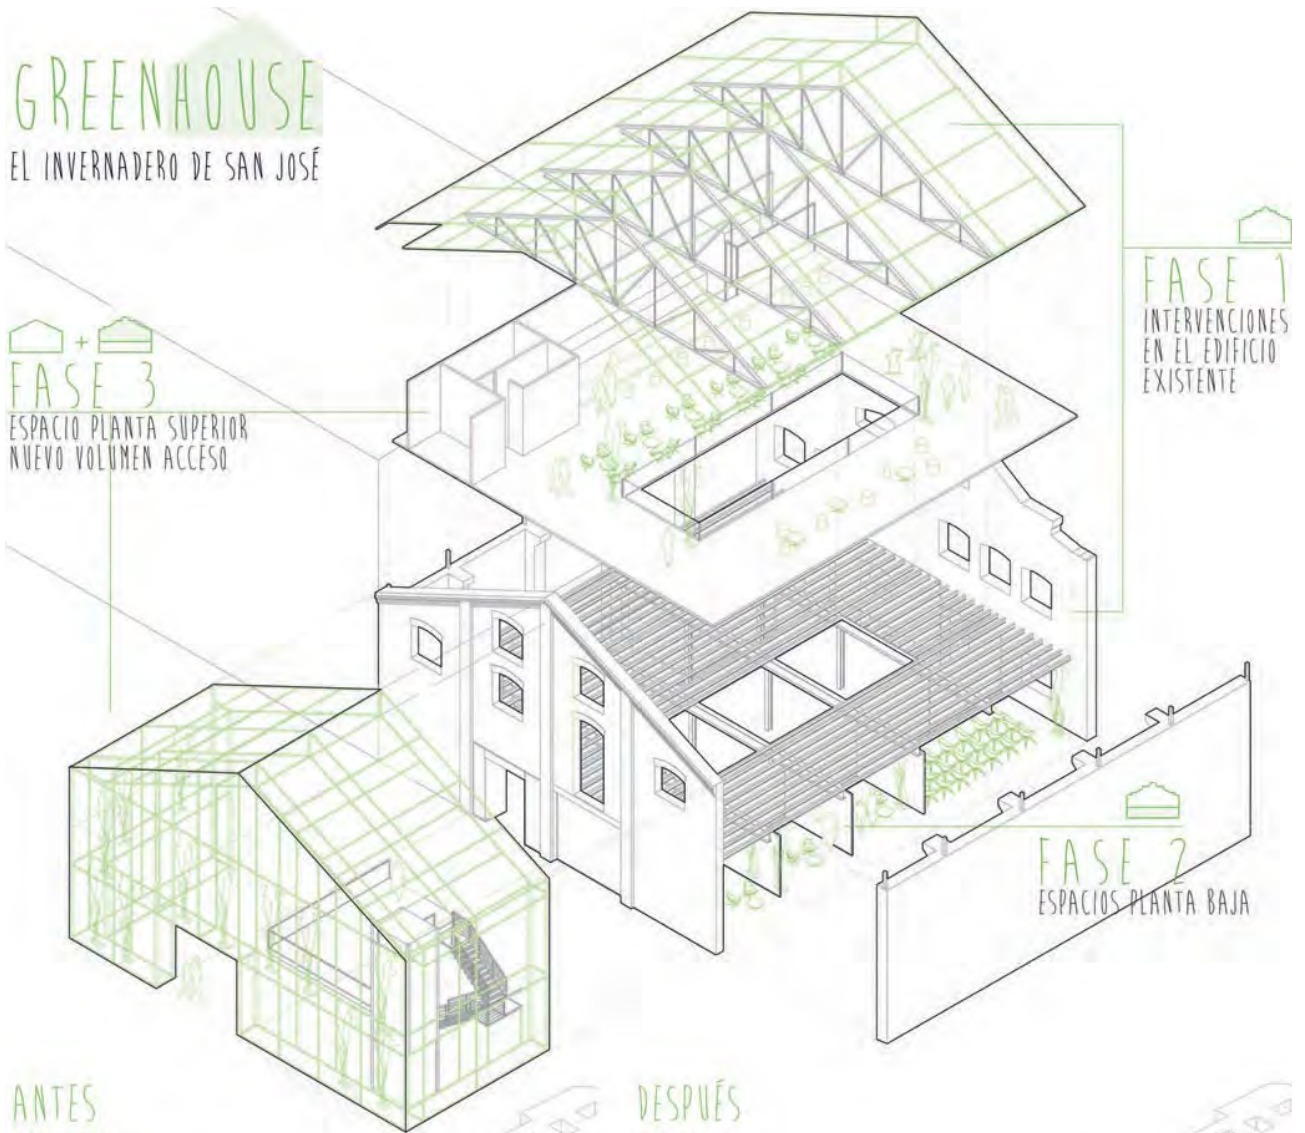 GREENHOUSE
EL INVERNADERO DE SAN JOSÉ
FASE 1
INTERVENCIONES
EN EL EDIFICIO
EXISTENTE
+
FASE 3
ESPACIO PLANTA SUPERIOR
NUEVO VOLUMEN ACCESO
FASE 2
ESPACIOS PLANTA BAJA
ANTES
DESPUÉS